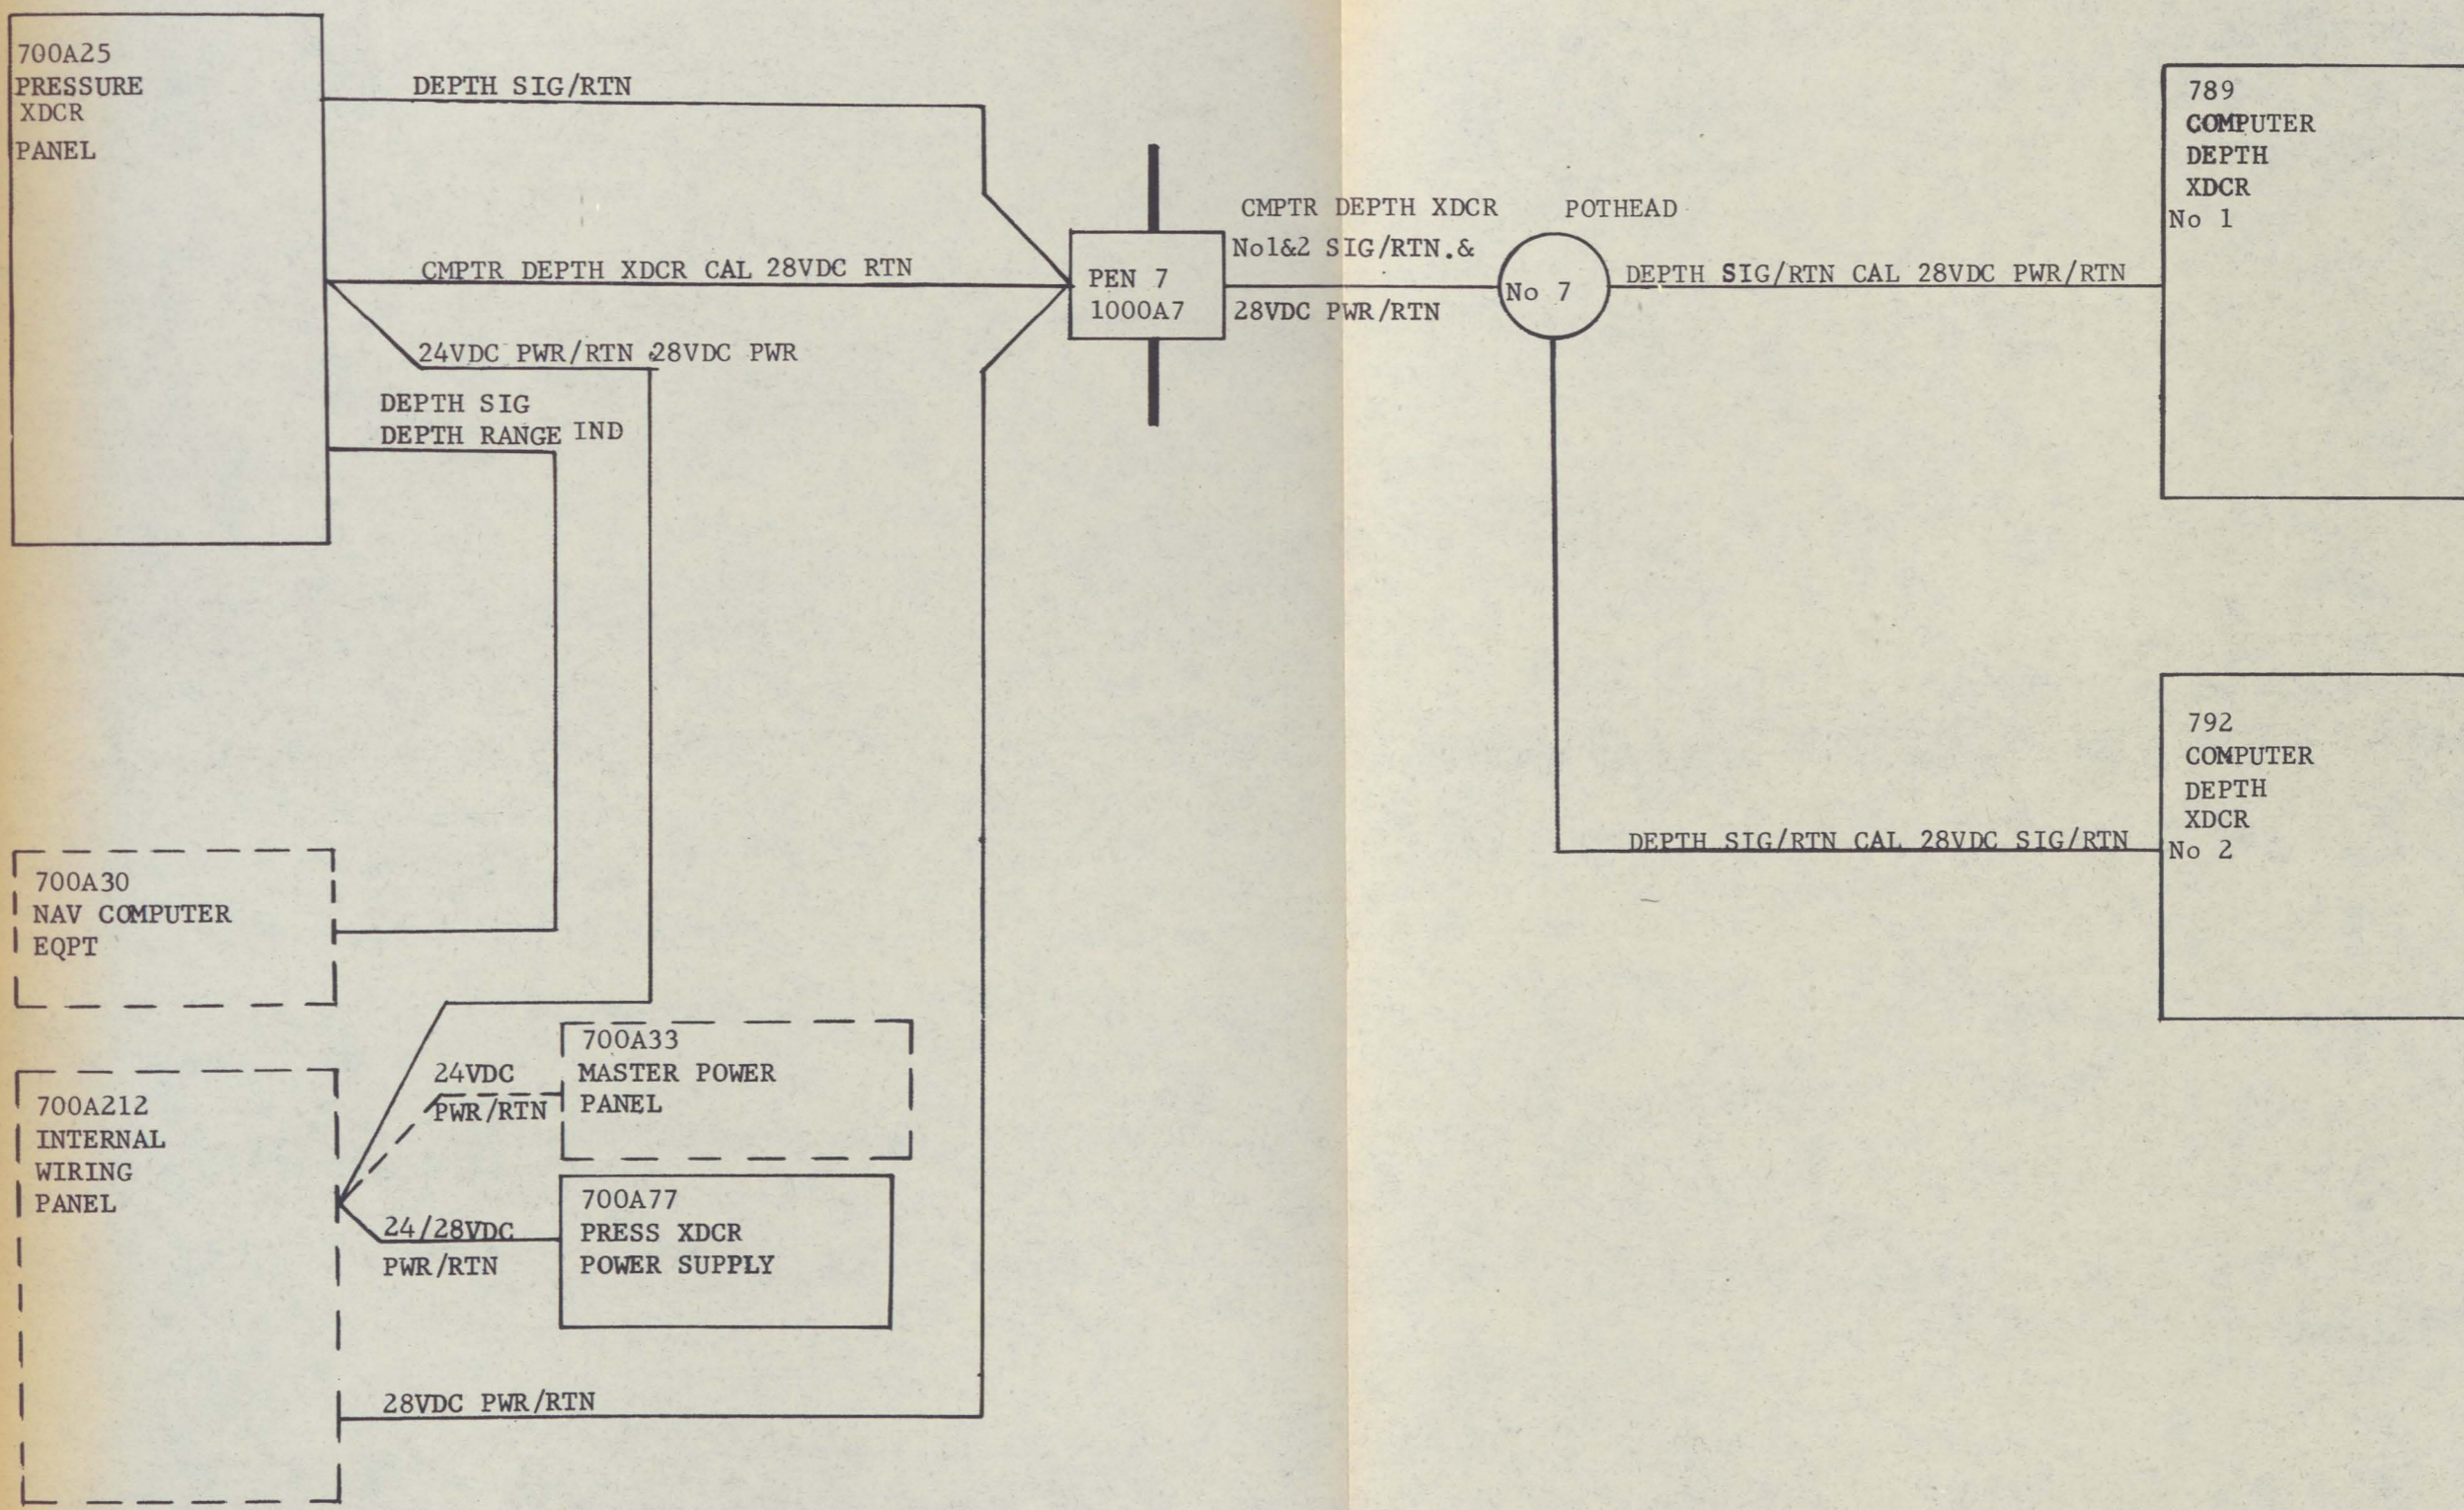 700A25
PRESSURE
XDCR
PANEL
DEPTH SIG/RTN
CMPTR DEPTH XDCR CAL 28VDC RTN
24VDC PWR/RTN 28VDC PWR
DEPTH SIG
DEPTH RANGE IND
PEN 7
1000A7
CMPTR DEPTH XDCR
No1&2 SIG/RTN.&
28VDC PWR/RTN
POTHEAD
No 7
DEPTH SIG/RTN CAL 28VDC PWR/RTN
789
COMPUTER
DEPTH
XDCR
No 1
DEPTH SIG/RTN CAL 28VDC SIG/RTN
792
COMPUTER
DEPTH
XDCR
No 2
700A30
NAV COMPUTER
EQPT
700A212
INTERNAL
WIRING
PANEL
24VDC
PWR/RTN
700A33
MASTER POWER
PANEL
24/28VDC
PWR/RTN
700A77
PRESS XDCR
POWER SUPPLY
28VDC PWR/RTN